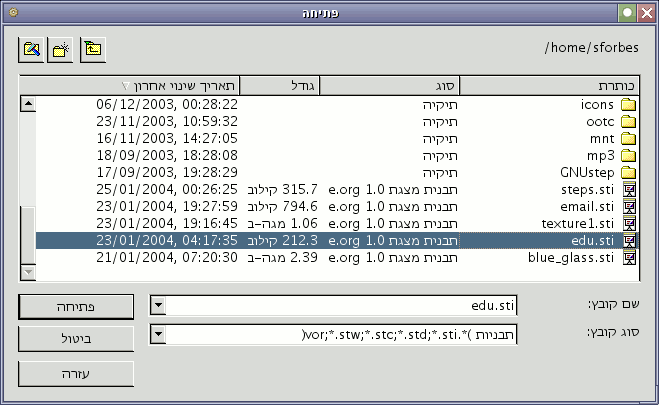 פתיחה
/home/sforbes
כותרת סוג גודל תאריך שינוי אחרון
icons תיקיה 06/12/2003, 00:28:22
ootc תיקיה 23/11/2003, 10:59:32
mnt תיקיה 16/11/2003, 14:27:05
mp3 תיקיה 18/09/2003, 18:28:08
GNUstep תיקיה 17/09/2003, 19:28:29
steps.sti תבנית מצגת e.org 1.0 315.7 קילוב 25/01/2004, 00:26:25
email.sti תבנית מצגת e.org 1.0 794.6 קילוב 23/01/2004, 19:27:59
texture1.sti תבנית מצגת e.org 1.0 1.06 מגה-ב 23/01/2004, 19:16:45
edu.sti תבנית מצגת e.org 1.0 212.3 קילוב 23/01/2004, 04:17:35
blue_glass.sti תבנית מצגת e.org 1.0 2.39 מגה-ב 21/01/2004, 07:20:30
שם קובץ: edu.sti פתיחה
סוג קובץ: תבניות )*.vor;*.stw;*.stc;*.std;*.sti( ביטול
עזרה